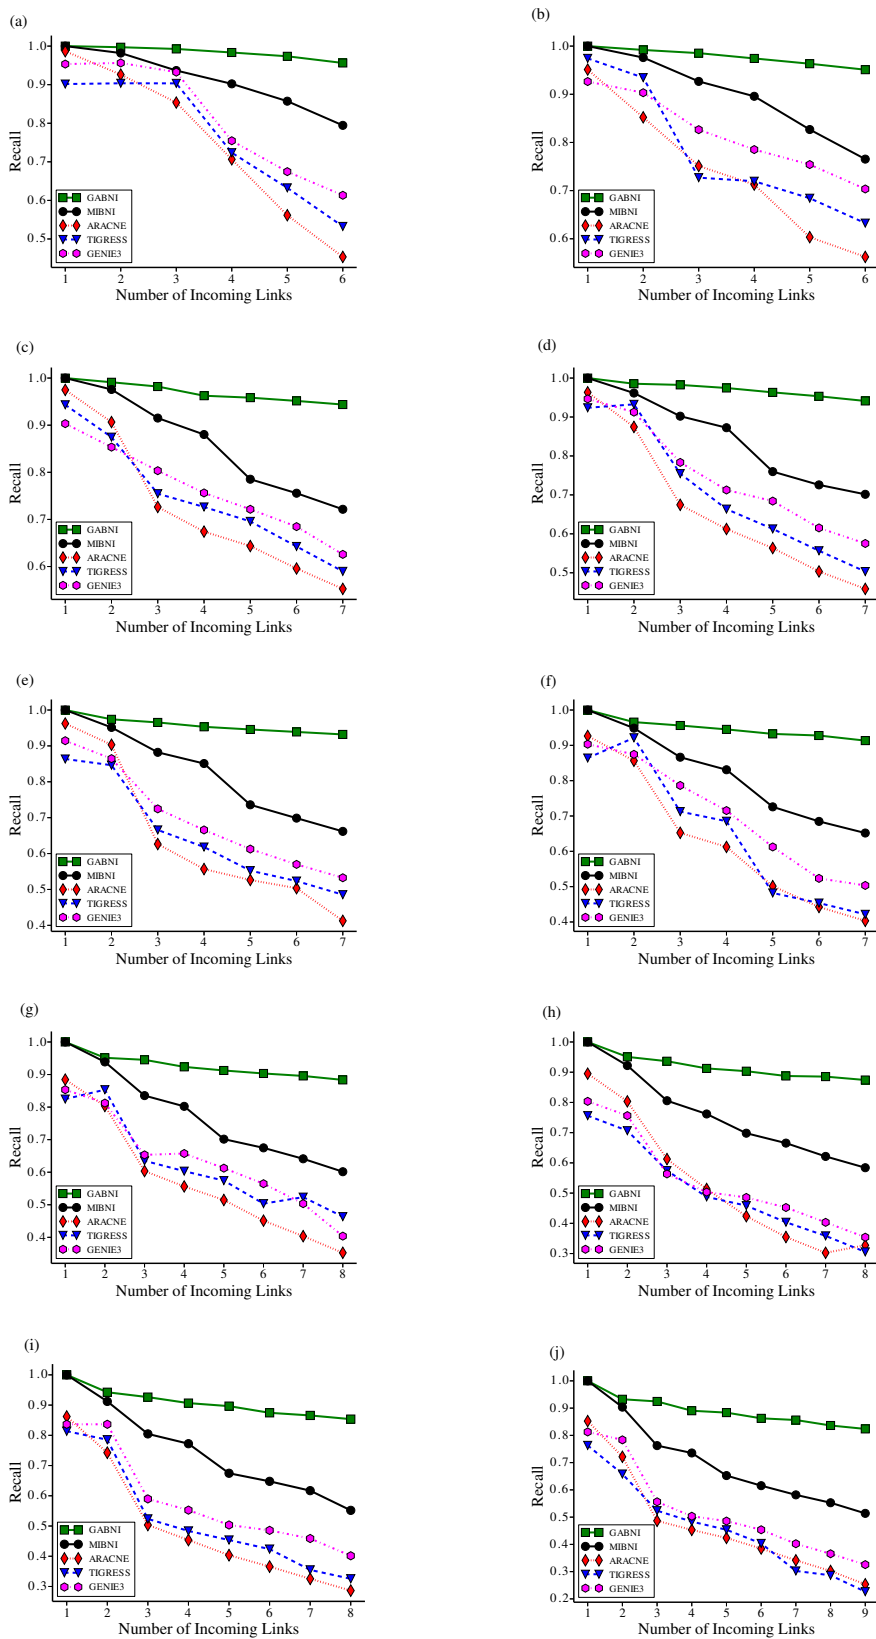 (a)
1.0
0.9
0.8
0.7
0.6
0.5
Recall
GABNI
MIBNI
ARACNE
TIGRESS
GENIE3
1 2 3 4 5 6
Number of Incoming Links
(b)
1.0
0.9
0.8
0.7
0.6
Recall
GABNI
MIBNI
ARACNE
TIGRESS
GENIE3
1 2 3 4 5 6
Number of Incoming Links
(c)
1.0
0.9
0.8
0.7
0.6
Recall
GABNI
MIBNI
ARACNE
TIGRESS
GENIE3
1 2 3 4 5 6 7
Number of Incoming Links
(d)
1.0
0.9
0.8
0.7
0.6
0.5
Recall
GABNI
MIBNI
ARACNE
TIGRESS
GENIE3
1 2 3 4 5 6 7
Number of Incoming Links
(e)
1.0
0.9
0.8
0.7
0.6
0.5
0.4
Recall
GABNI
MIBNI
ARACNE
TIGRESS
GENIE3
1 2 3 4 5 6 7
Number of Incoming Links
(f)
1.0
0.9
0.8
0.7
0.6
0.5
0.4
Recall
GABNI
MIBNI
ARACNE
TIGRESS
GENIE3
1 2 3 4 5 6 7
Number of Incoming Links
(g)
1.0
0.9
0.8
0.7
0.6
0.5
0.4
Recall
GABNI
MIBNI
ARACNE
TIGRESS
GENIE3
1 2 3 4 5 6 7 8
Number of Incoming Links
(h)
1.0
0.9
0.8
0.7
0.6
0.5
0.4
0.3
Recall
GABNI
MIBNI
ARACNE
TIGRESS
GENIE3
1 2 3 4 5 6 7 8
Number of Incoming Links
(i)
1.0
0.9
0.8
0.7
0.6
0.5
0.4
0.3
Recall
GABNI
MIBNI
ARACNE
TIGRESS
GENIE3
1 2 3 4 5 6 7 8
Number of Incoming Links
(j)
1.0
0.9
0.8
0.7
0.6
0.5
0.4
0.3
0.2
Recall
GABNI
MIBNI
ARACNE
TIGRESS
GENIE3
1 2 3 4 5 6 7 8 9
Number of Incoming Links